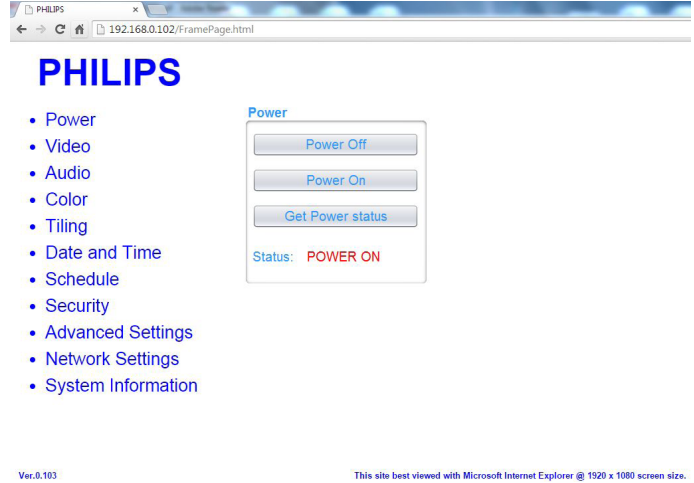 PHILIPS
192.168.0.102/FramePage.html
PHILIPS
• Power
• Video
• Audio
• Color
• Tiling
• Date and Time
• Schedule
• Security
• Advanced Settings
• Network Settings
• System Information
Power
Power Off
Power On
Get Power status
Status: POWER ON
Ver.0.103
This site best viewed with Microsoft Internet Explorer @ 1920 x 1080 screen size.